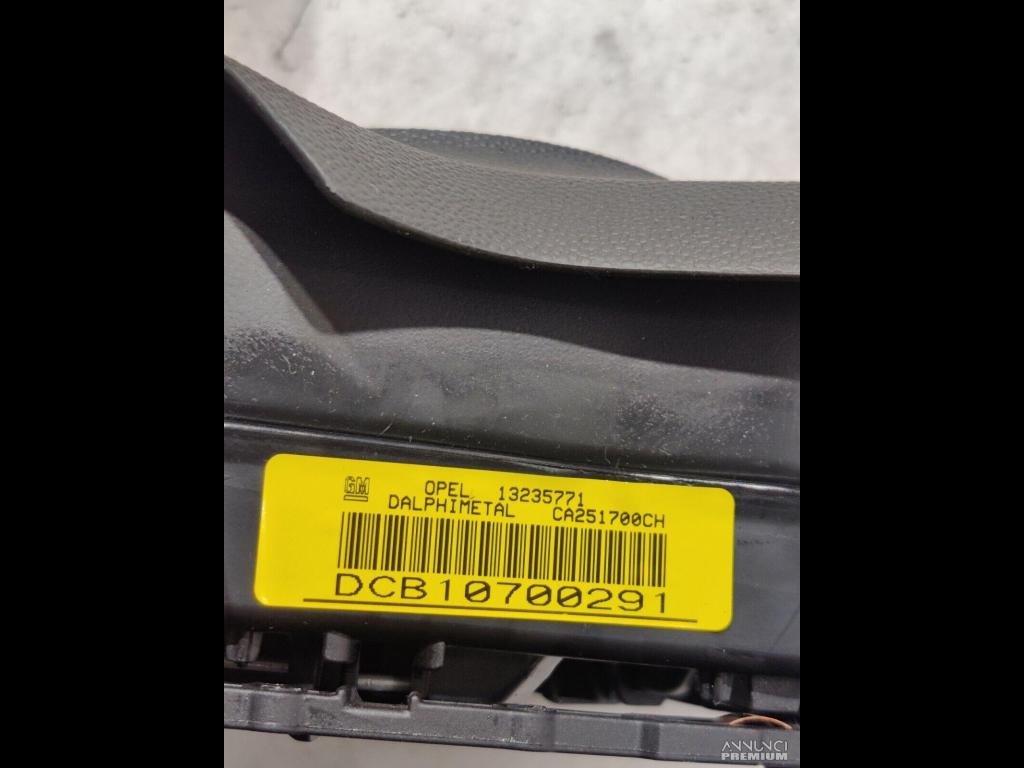 GM OPEL 13235771
DALPHIMETAL CA251700CH
DCB10700291
ANNUNCI
PREMIUM